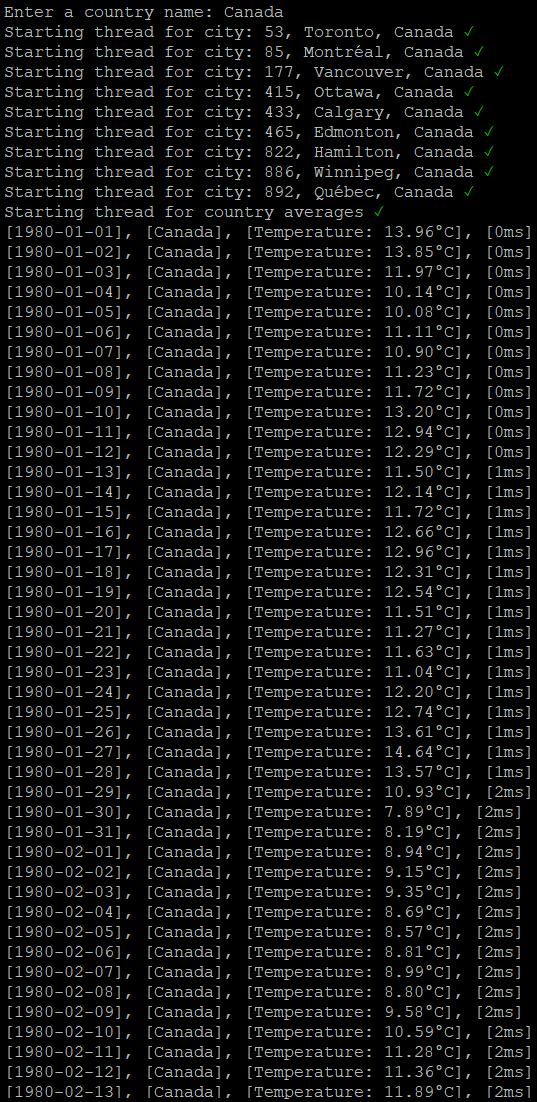 Enter a country name: Canada
Starting thread for city: 53, Toronto, Canada ✓
Starting thread for city: 85, Montréal, Canada ✓
Starting thread for city: 177, Vancouver, Canada ✓
Starting thread for city: 415, Ottawa, Canada ✓
Starting thread for city: 433, Calgary, Canada ✓
Starting thread for city: 465, Edmonton, Canada ✓
Starting thread for city: 822, Hamilton, Canada ✓
Starting thread for city: 886, Winnipeg, Canada ✓
Starting thread for city: 892, Québec, Canada ✓
Starting thread for country averages ✓
[1980-01-01], [Canada], [Temperature: 13.96°C], [0ms]
[1980-01-02], [Canada], [Temperature: 13.85°C], [0ms]
[1980-01-03], [Canada], [Temperature: 11.97°C], [0ms]
[1980-01-04], [Canada], [Temperature: 10.14°C], [0ms]
[1980-01-05], [Canada], [Temperature: 10.08°C], [0ms]
[1980-01-06], [Canada], [Temperature: 11.11°C], [0ms]
[1980-01-07], [Canada], [Temperature: 10.90°C], [0ms]
[1980-01-08], [Canada], [Temperature: 11.23°C], [0ms]
[1980-01-09], [Canada], [Temperature: 11.72°C], [0ms]
[1980-01-10], [Canada], [Temperature: 13.20°C], [0ms]
[1980-01-11], [Canada], [Temperature: 12.94°C], [0ms]
[1980-01-12], [Canada], [Temperature: 12.29°C], [0ms]
[1980-01-13], [Canada], [Temperature: 11.50°C], [1ms]
[1980-01-14], [Canada], [Temperature: 12.14°C], [1ms]
[1980-01-15], [Canada], [Temperature: 11.72°C], [1ms]
[1980-01-16], [Canada], [Temperature: 12.66°C], [1ms]
[1980-01-17], [Canada], [Temperature: 12.96°C], [1ms]
[1980-01-18], [Canada], [Temperature: 12.31°C], [1ms]
[1980-01-19], [Canada], [Temperature: 12.54°C], [1ms]
[1980-01-20], [Canada], [Temperature: 11.51°C], [1ms]
[1980-01-21], [Canada], [Temperature: 11.27°C], [1ms]
[1980-01-22], [Canada], [Temperature: 11.63°C], [1ms]
[1980-01-23], [Canada], [Temperature: 11.04°C], [1ms]
[1980-01-24], [Canada], [Temperature: 12.20°C], [1ms]
[1980-01-25], [Canada], [Temperature: 12.74°C], [1ms]
[1980-01-26], [Canada], [Temperature: 13.61°C], [1ms]
[1980-01-27], [Canada], [Temperature: 14.64°C], [1ms]
[1980-01-28], [Canada], [Temperature: 13.57°C], [1ms]
[1980-01-29], [Canada], [Temperature: 10.93°C], [2ms]
[1980-01-30], [Canada], [Temperature: 7.89°C], [2ms]
[1980-01-31], [Canada], [Temperature: 8.19°C], [2ms]
[1980-02-01], [Canada], [Temperature: 8.94°C], [2ms]
[1980-02-02], [Canada], [Temperature: 9.15°C], [2ms]
[1980-02-03], [Canada], [Temperature: 9.35°C], [2ms]
[1980-02-04], [Canada], [Temperature: 8.69°C], [2ms]
[1980-02-05], [Canada], [Temperature: 8.57°C], [2ms]
[1980-02-06], [Canada], [Temperature: 8.81°C], [2ms]
[1980-02-07], [Canada], [Temperature: 8.99°C], [2ms]
[1980-02-08], [Canada], [Temperature: 8.80°C], [2ms]
[1980-02-09], [Canada], [Temperature: 9.58°C], [2ms]
[1980-02-10], [Canada], [Temperature: 10.59°C], [2ms]
[1980-02-11], [Canada], [Temperature: 11.28°C], [2ms]
[1980-02-12], [Canada], [Temperature: 11.36°C], [2ms]
[1980-02-13], [Canada], [Temperature: 11.89°C], [2ms]